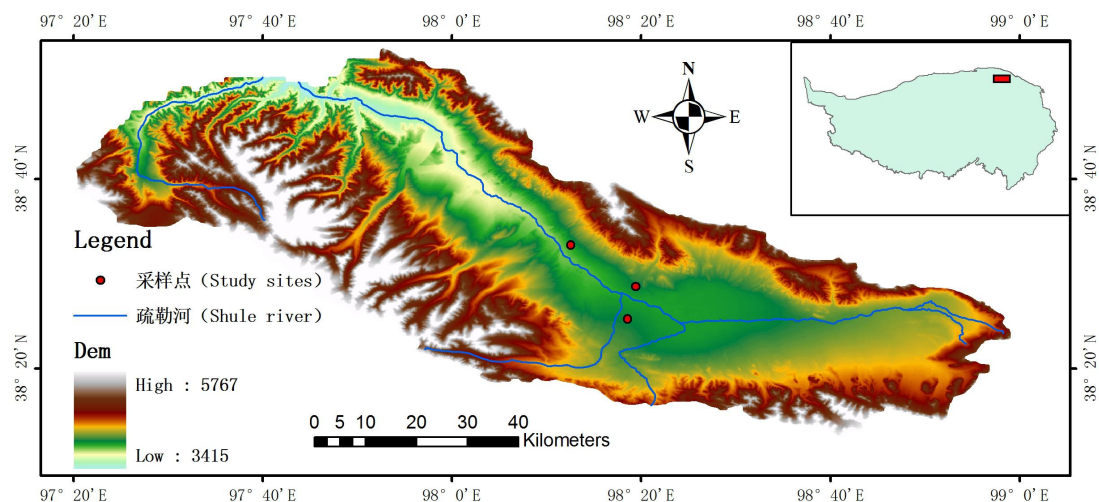 97° 20'E 97° 40'E 98° 0'E 98° 20'E 98° 40'E 99° 0'E
N
W E
S
38° 40'N 38° 40'N
Legend
采样点（Study sites）
疏勒河（Shule river）
Dem
High : 5767
Low : 3415
38° 20'N 38° 20'N
0 5 10 20 30 40
Kilometers
97° 20'E 97° 40'E 98° 0'E 98° 20'E 98° 40'E 99° 0'E